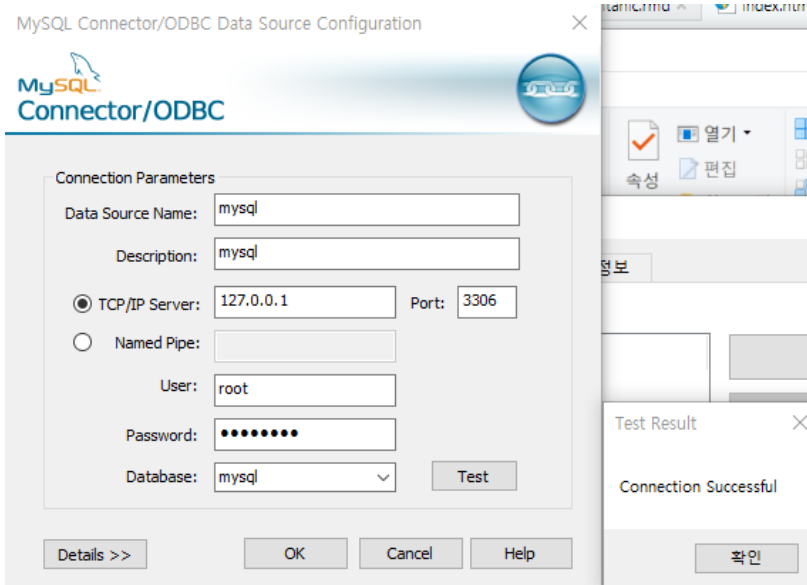 MySQL Connector/ODBC Data Source Configuration
MySQL
Connector/ODBC
Connection Parameters
Data Source Name: mysql
Description: mysql
TCP/IP Server: 127.0.0.1 Port: 3306
Named Pipe:
User: root
Password: ●●●●●●●●
Database: mysql Test
Details >> OK Cancel Help
열기
편집
속성
정보
Test Result
Connection Successful
확인